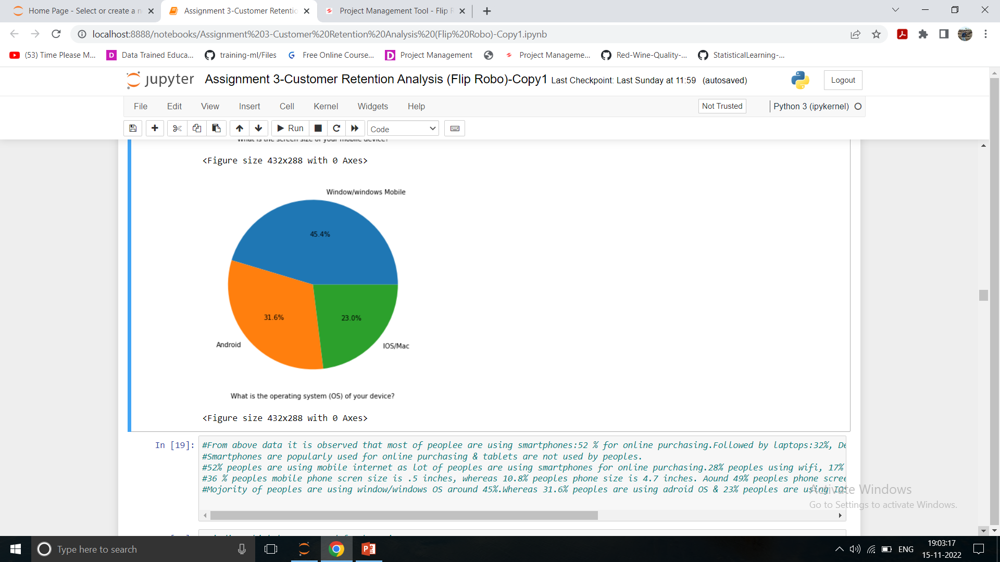 Home Page - Select or create a n
Assignment 3-Customer Retentio
Project Management Tool - Flip R
localhost:8888/notebooks/Assignment%203-Customer%20Retention%20Analysis%20(Flip%20Robo)-Copy1.ipynb
(53) Time Please M...
Data Trained Educa...
training-ml/Files
Free Online Course...
Project Management
Project Manageme...
Red-Wine-Quality-...
StatisticalLearning-...
jupyter
Assignment 3-Customer Retention Analysis (Flip Robo)-Copy1 Last Checkpoint: Last Sunday at 11:59 (autosaved)
Logout
File Edit View Insert Cell Kernel Widgets Help
Not Trusted
Python 3 (ipykernel)
Run
Code
What is the screen size of your mobile device?
<Figure size 432x288 with 0 Axes>
Window/windows Mobile
45.4%
31.6%
23.0%
Android
IOS/Mac
What is the operating system (OS) of your device?
<Figure size 432x288 with 0 Axes>
In [19]:
#From above data it is observed that most of peoplee are using smartphones:52 % for online purchasing.Followed by laptops:32%, De
#Smartphones are popularly used for online purchasing & tablets are not used by peoples.
#52% peoples are using mobile internet as lot of peoples are using smartphones for online purchasing.28% peoples using wifi, 17%
#36 % peoples mobile phone scren size is .5 inches, whereas 10.8% peoples phone size is 4.7 inches. Aound 49% peoples phone scree
#Mojority of peoples are using window/windows OS around 45%.Whereas 31.6% peoples are using adroid OS & 23% peoples are using IOS
Activate Windows
Go to Settings to activate Windows.
Type here to search
ENG
19:03:17
15-11-2022